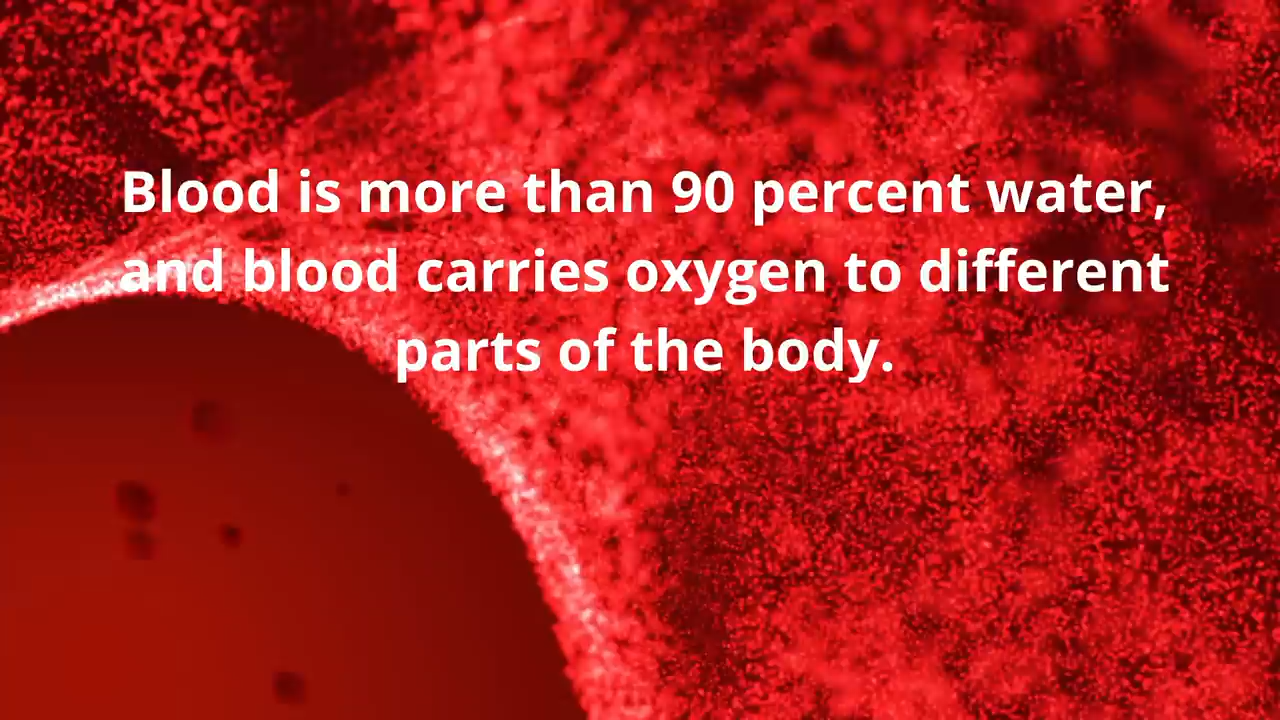 Blood is more than 90 percent water,
and blood carries oxygen to different
parts of the body.